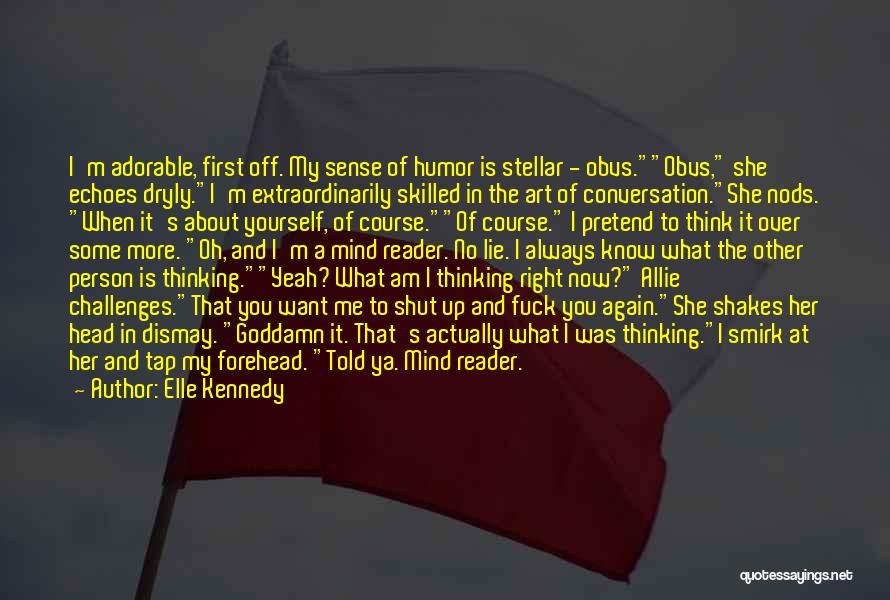 I m adorable, first off. My sense of humor is stellar - obvs.""Obvs," she
echoes dryly."I m extraordinarily skilled in the art of conversation."She nods.
"When it s about yourself, of course.""Of course." I pretend to think it over
some more. "Oh, and I m a mind reader. No lie. I always know what the other
person is thinking.""Yeah? What am I thinking right now?" Allie
challenges."That you want me to shut up and fuck you again."She shakes her
head in dismay. "Goddamn it. That s actually what I was thinking."I smirk at
her and tap my forehead. "Told ya. Mind reader.
~ Author: Elle Kennedy
quotessayings.net